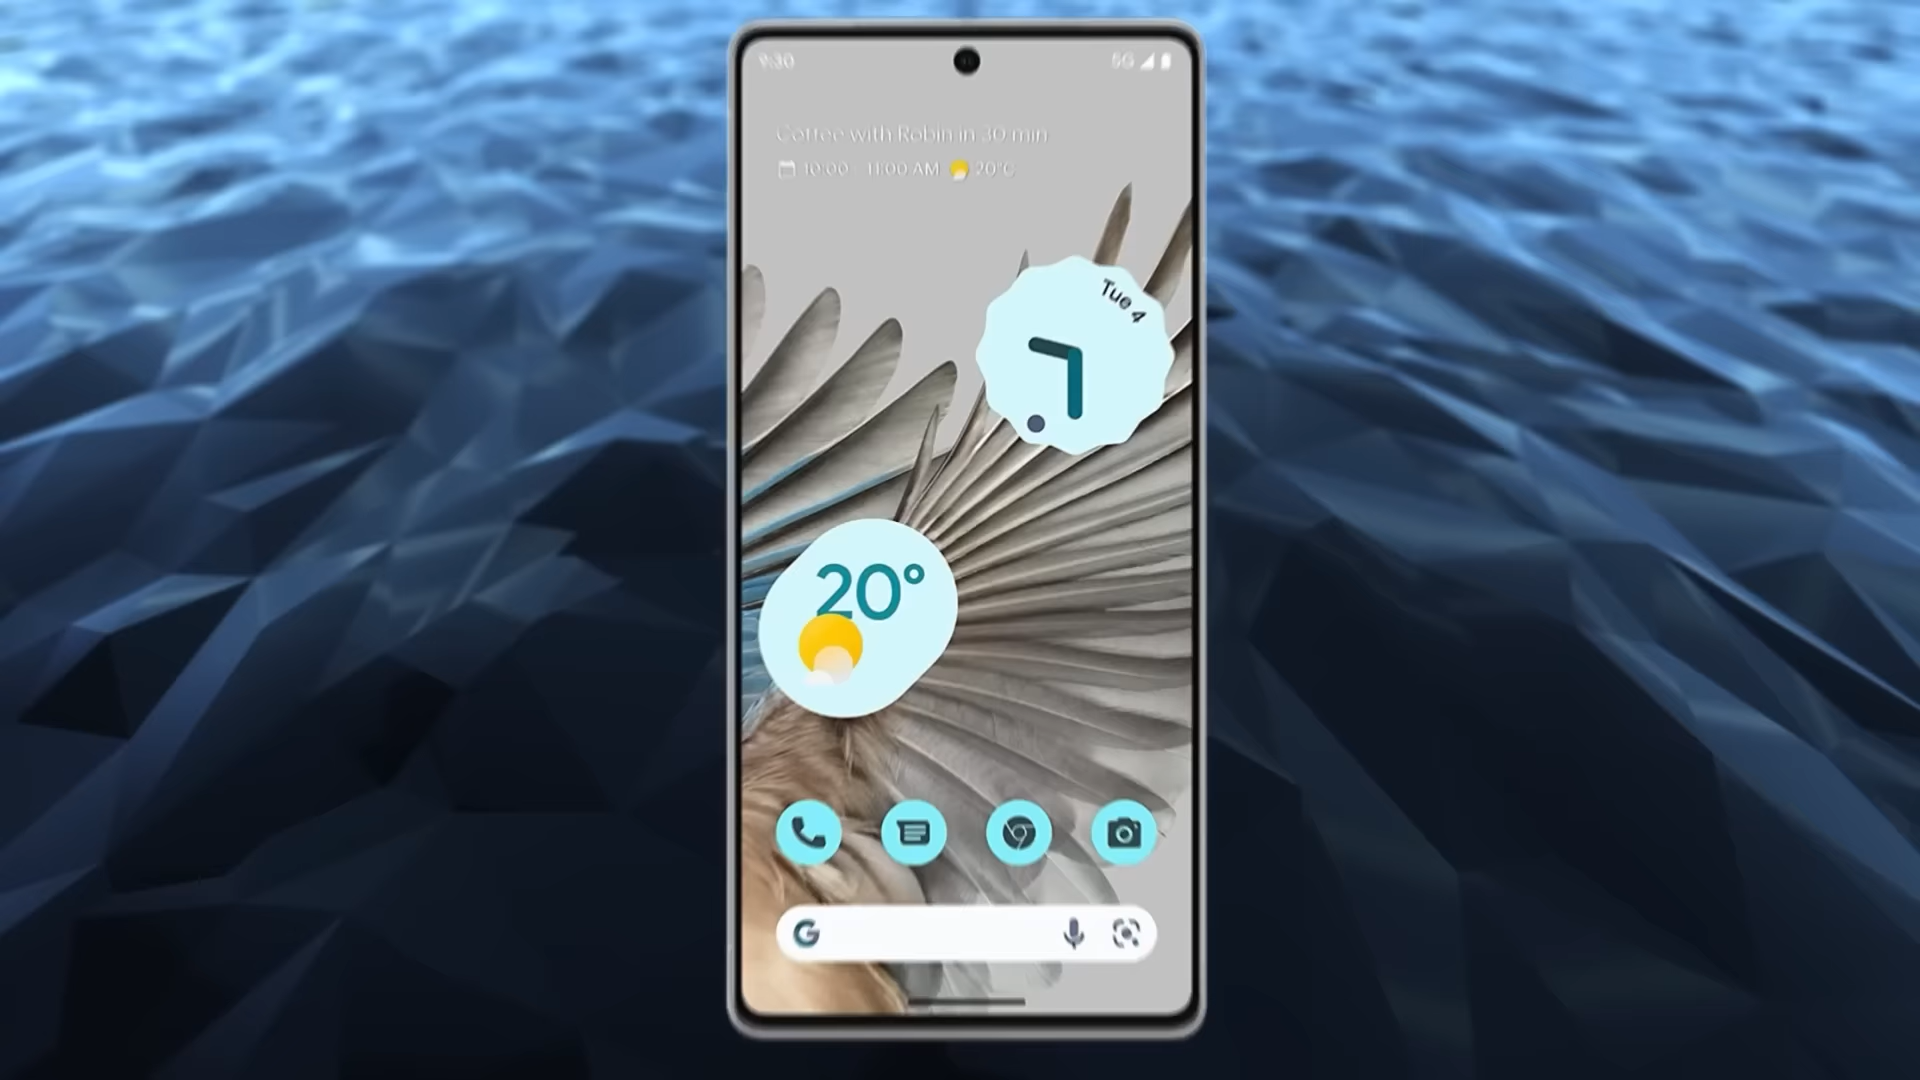 9:30
5G
Coffee with Robin in 30 min
10:00 - 11:00 AM 20°C
Tue 4
20°
G